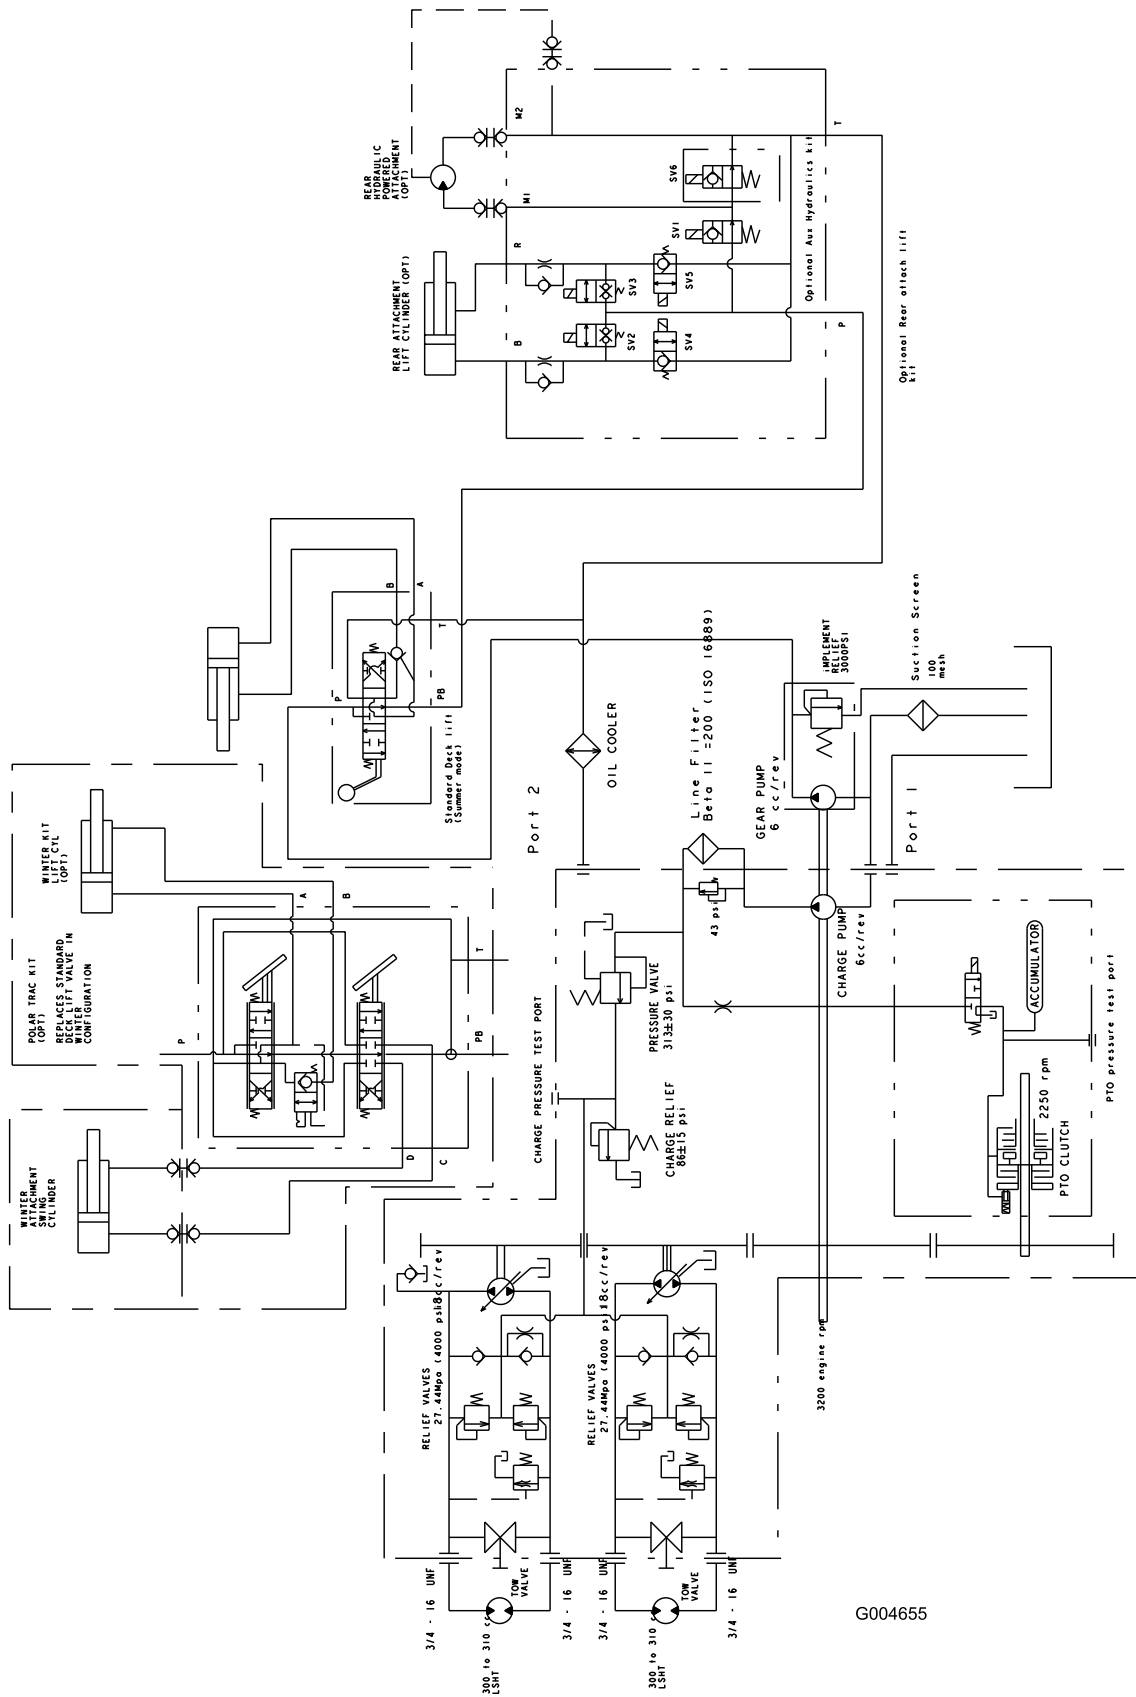 M2
T
REAR
HYDRAULIC
POWERED
ATTACHMENT
(OPT)
SV6
M1
SV1
R
Optional Aux Hydraulics kit
REAR ATTACHMENT
LIFT CYLINDER (OPT)
SV3
SV5
B
SV2
SV4
P
Optional Rear attach lift
kit
B
A
T
P
PB
Standard Deck lift
(Summer mode)
OIL COOLER
Port 2
Line Filter
Beta 11 =200 (ISO 16889)
IMPLEMENT
RELIEF
3000PSI
Suction Screen
100
mesh
GEAR PUMP
6 cc/rev
Port 1
WINTER KIT
LIFT CYL
(OPT)
A
B
POLAR TRAC KIT
(OPT)
REPLACES STANDARD
DECK LIFT VALVE IN
WINTER
CONFIGURATION
P
T
PB
43 psi
CHARGE PUMP
6cc/rev
PRESSURE VALVE
313±30 psi
ACCUMULATOR
CHARGE PRESSURE TEST PORT
CHARGE RELIEF
86±15 psi
PTO pressure test port
2250 rpm
PTO CLUTCH
D
C
WINTER
ATTACHMENT
SWING
CYLINDER
RELIEF VALVES
27.44Mpa (4000 psi)
18cc/rev
RELIEF VALVES
27.44Mpa (4000 psi)
18cc/rev
3200 engine rpm
TOW
VALVE
TOW
VALVE
3/4 - 16 UNF
3/4 - 16 UNF
3/4 - 16 UNF
3/4 - 16 UNF
300 to 310 cc
LSHT
300 to 310 c
LSHT
G004655